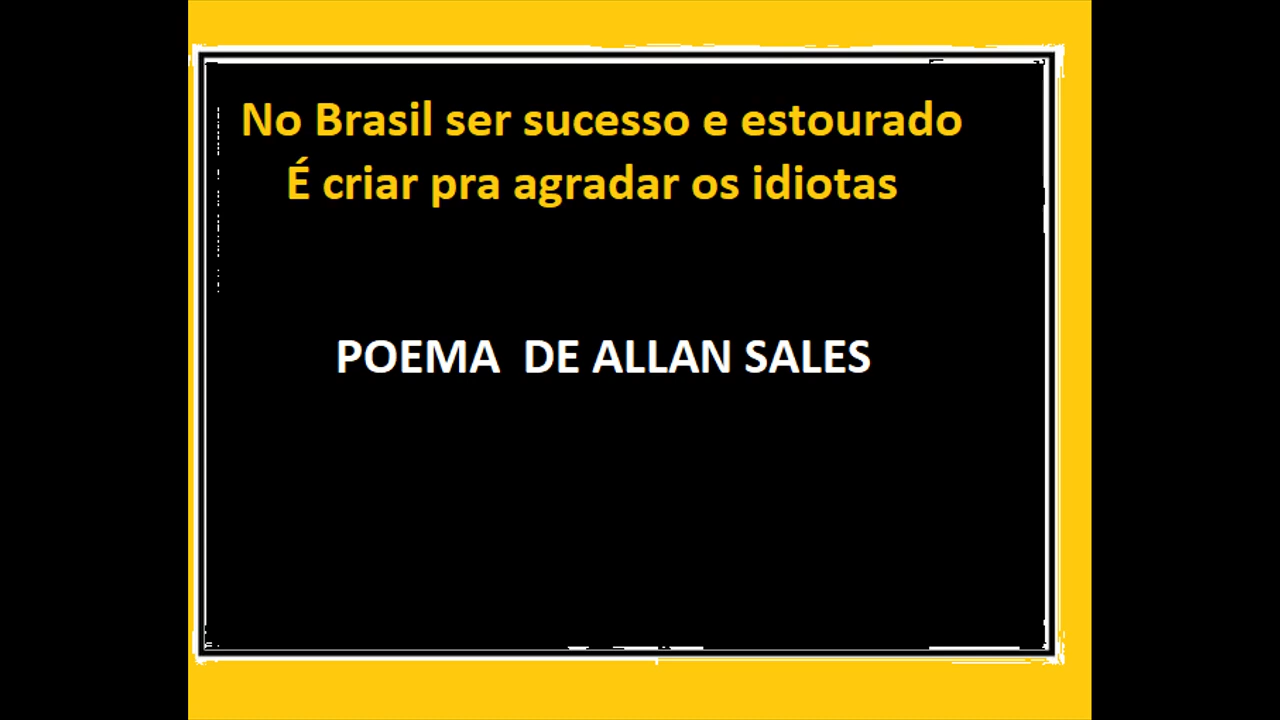 No Brasil ser sucesso e estourado
É criar pra agradar os idiotas
POEMA DE ALLAN SALES